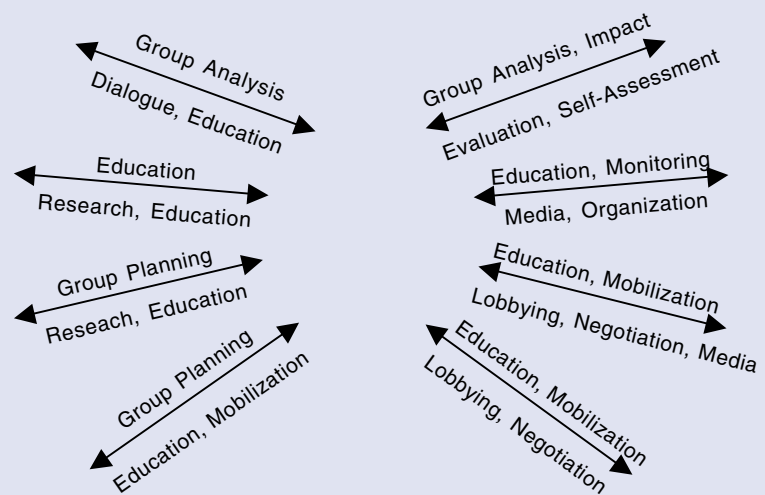 Group Analysis
Dialogue, Education
Education
Research, Education
Group Planning
Reseach, Education
Group Planning
Education, Mobilization
Group Analysis, Impact
Evaluation, Self-Assessment
Education, Monitoring
Media, Organization
Education, Mobilization
Lobbying, Negotiation, Media
Education, Mobilization
Lobbying, Negotiation